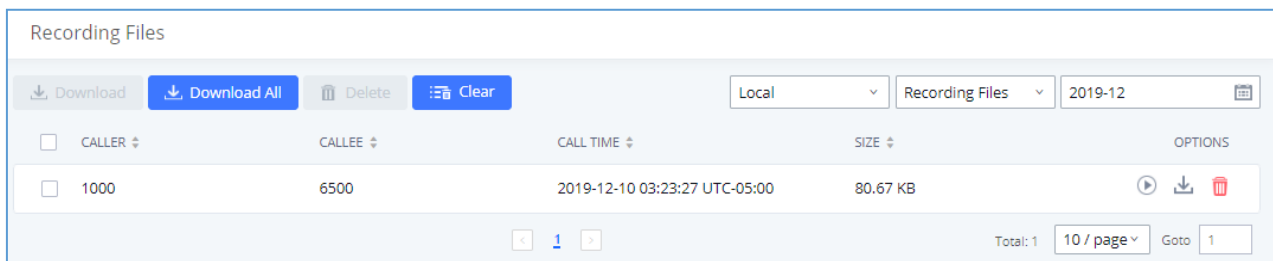 Recording Files
Download Download All Delete Clear Local Recording Files 2019-12
CALLER CALLEE CALL TIME SIZE OPTIONS
1000 6500 2019-12-10 03:23:27 UTC-05:00 80.67 KB
< 1 > Total: 1 10 / page Goto 1